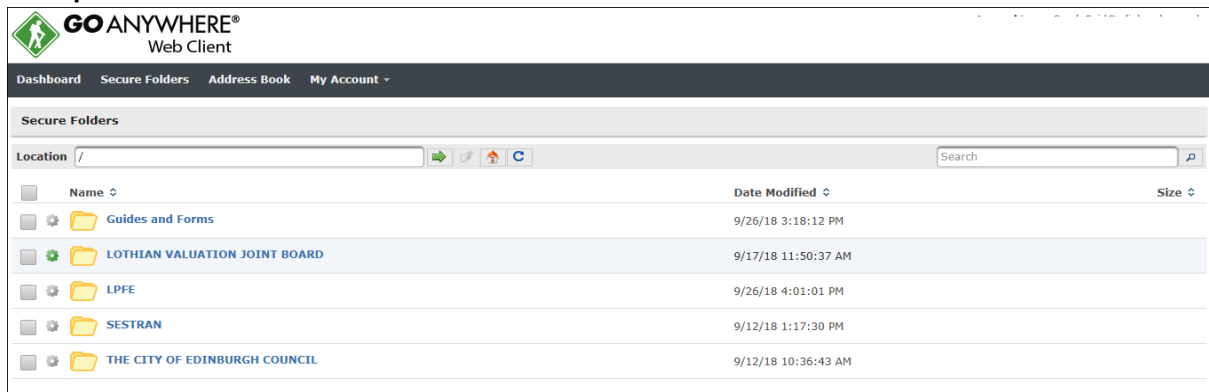 GO ANYWHERE®
Web Client
Dashboard Secure Folders Address Book My Account
Secure Folders
Location /
Search
Name Date Modified Size
Guides and Forms 9/26/18 3:18:12 PM
LOTHIAN VALUATION JOINT BOARD 9/17/18 11:50:37 AM
LPFE 9/26/18 4:01:01 PM
SESTRAN 9/12/18 1:17:30 PM
THE CITY OF EDINBURGH COUNCIL 9/12/18 10:36:43 AM